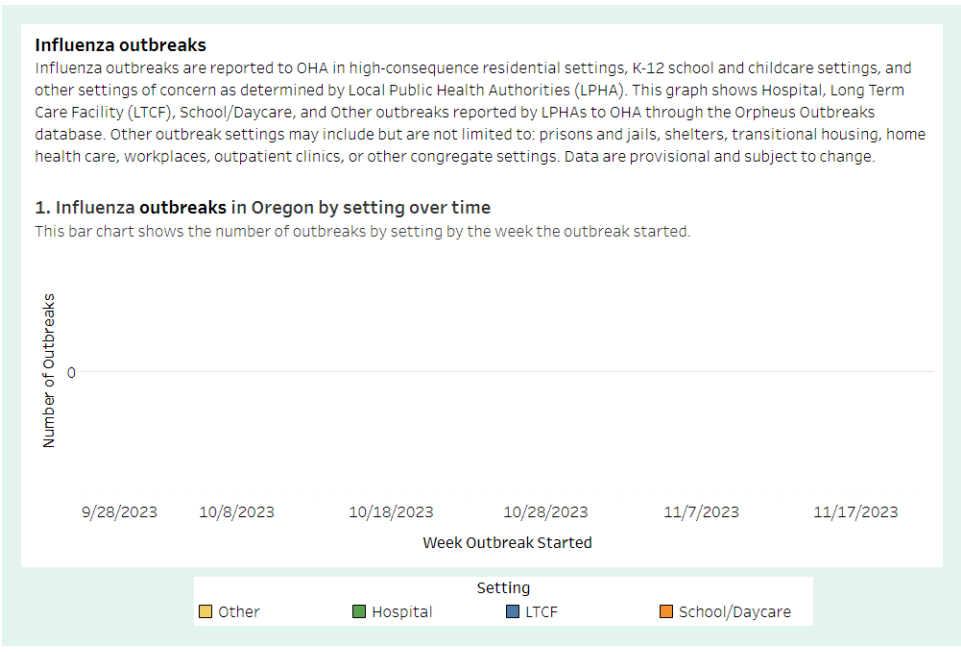 Influenza outbreaks
Influenza outbreaks are reported to OHA in high-consequence residential settings, K-12 school and childcare settings, and
other settings of concern as determined by Local Public Health Authorities (LPHA). This graph shows Hospital, Long Term
Care Facility (LTCF), School/Daycare, and Other outbreaks reported by LPHAs to OHA through the Orpheus Outbreaks
database. Other outbreak settings may include but are not limited to: prisons and jails, shelters, transitional housing, home
health care, workplaces, outpatient clinics, or other congregate settings. Data are provisional and subject to change.
1. Influenza outbreaks in Oregon by setting over time
This bar chart shows the number of outbreaks by setting by the week the outbreak started.
Number of Outbreaks
0
9/28/2023 10/8/2023 10/18/2023 10/28/2023 11/7/2023 11/17/2023
Week Outbreak Started
Setting
Other Hospital LTCF School/Daycare